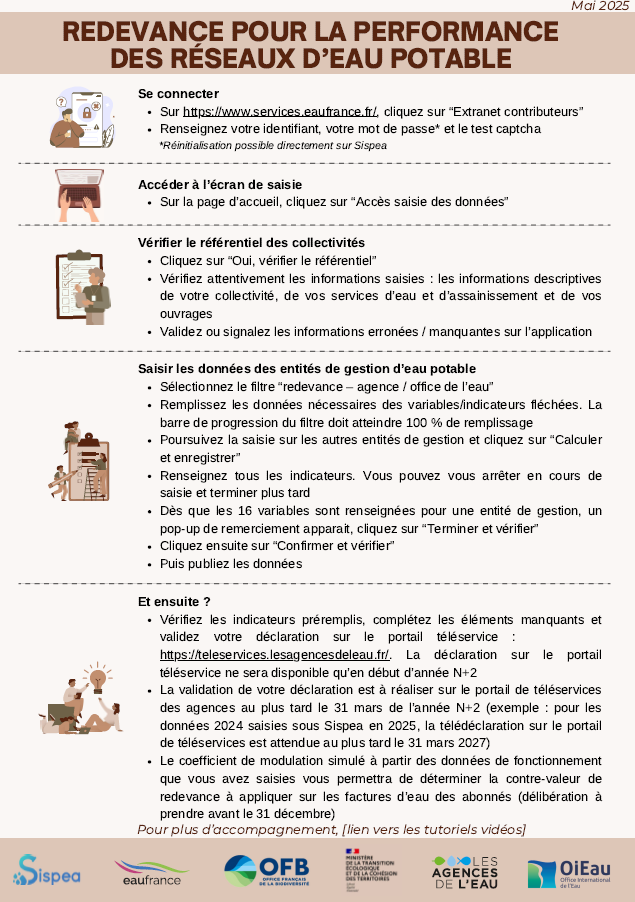 Mai 2025
REDEVANCE POUR LA PERFORMANCE
DES RÉSEAUX D'EAU POTABLE
Se connecter
• Sur https://www.services.eaufrance.fr/, cliquez sur “Extranet contributeurs”
• Renseignez votre identifiant, votre mot de passe* et le test captcha
*Réinitialisation possible directement sur Sispea
Accéder à l'écran de saisie
• Sur la page d'accueil, cliquez sur “Accès saisie des données”
Vérifier le référentiel des collectivités
• Cliquez sur “Oui, vérifier le référentiel”
• Vérifiez attentivement les informations saisies : les informations descriptives
de votre collectivité, de vos services d'eau et d'assainissement et de vos
ouvrages
• Validez ou signalez les informations erronées / manquantes sur l'application
Saisir les données des entités de gestion d'eau potable
• Sélectionnez le filtre “redevance – agence / office de l'eau”
• Remplissez les données nécessaires des variables/indicateurs fléchées. La
barre de progression du filtre doit atteindre 100 % de remplissage
• Poursuivez la saisie sur les autres entités de gestion et cliquez sur “Calculer
et enregistrer”
• Renseignez tous les indicateurs. Vous pouvez vous arrêter en cours de
saisie et terminer plus tard
• Dès que les 16 variables sont renseignées pour une entité de gestion, un
pop-up de remerciement apparait, cliquez sur “Terminer et vérifier”
• Cliquez ensuite sur “Confirmer et vérifier”
• Puis publiez les données
Et ensuite ?
• Vérifiez les indicateurs préremplis, complétez les éléments manquants et
validez votre déclaration sur le portail téléservice :
https://teleservices.lesagencesdeleau.fr/. La déclaration sur le portail
téléservice ne sera disponible qu'en début d'année N+2
• La validation de votre déclaration est à réaliser sur le portail de téléservices
des agences au plus tard le 31 mars de l'année N+2 (exemple : pour les
données 2024 saisies sous Sispea en 2025, la télédéclaration sur le portail
de téléservices est attendue au plus tard le 31 mars 2027)
• Le coefficient de modulation simulé à partir des données de fonctionnement
que vous avez saisies vous permettra de déterminer la contre-valeur de
redevance à appliquer sur les factures d'eau des abonnés (délibération à
prendre avant le 31 décembre)
Pour plus d'accompagnement, [lien vers les tutoriels vidéos]
Sispea
eaufrance
OFB
OFFICE FRANÇAIS
DE LA BIODIVERSITÉ
MINISTÈRE
DE LA TRANSITION
ÉCOLOGIQUE
ET DE LA COHÉSION
DES TERRITOIRES
LES
AGENCES
DE L'EAU
OiEau
Office International
de l'Eau